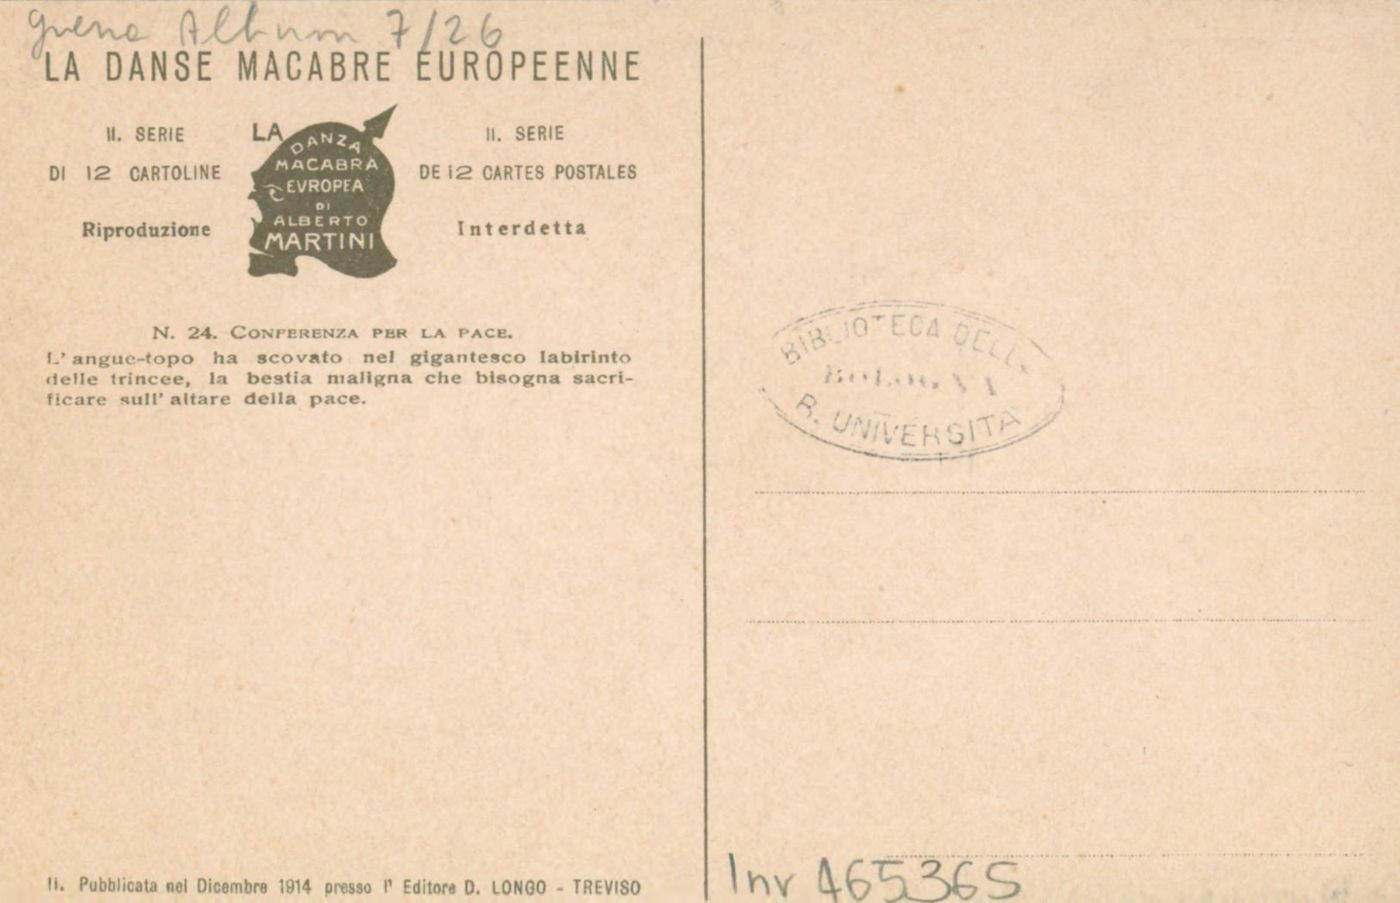 guerra Album 7/26
LA DANSE MACABRE EUROPEENNE
II. SERIE
DI 12 CARTOLINE
Riproduzione
LA
DANZA
MACABRA
EVROPEA
DI
ALBERTO
MARTINI
II. SERIE
DE 12 CARTES POSTALES
Interdetta
N. 24. CONFERENZA PER LA PACE.
L'angue-topo ha scovato nel gigantesco labirinto
delle trincee, la bestia maligna che bisogna sacri-
ficare sull'altare della pace.
BIBLIOTECA DELLA
BOLOGNA
R. UNIVERSITÀ
II. Pubblicata nel Dicembre 1914 presso l' Editore D. LONGO - TREVISO
Inv 465365